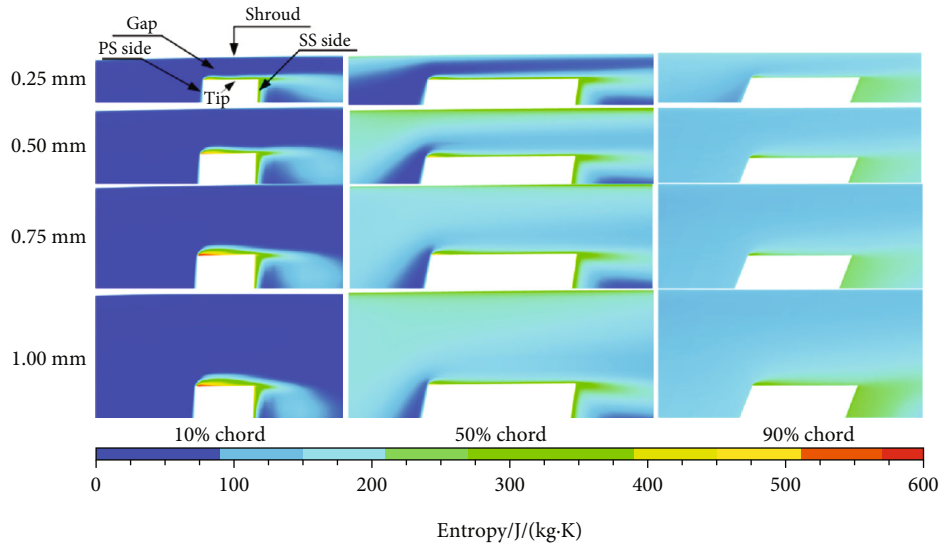 Shroud
Gap
PS side
SS side
0.25 mm
Tip
0.50 mm
0.75 mm
1.00 mm
10% chord 50% chord 90% chord
0 100 200 300 400 500 600
Entropy/J/(kg·K)